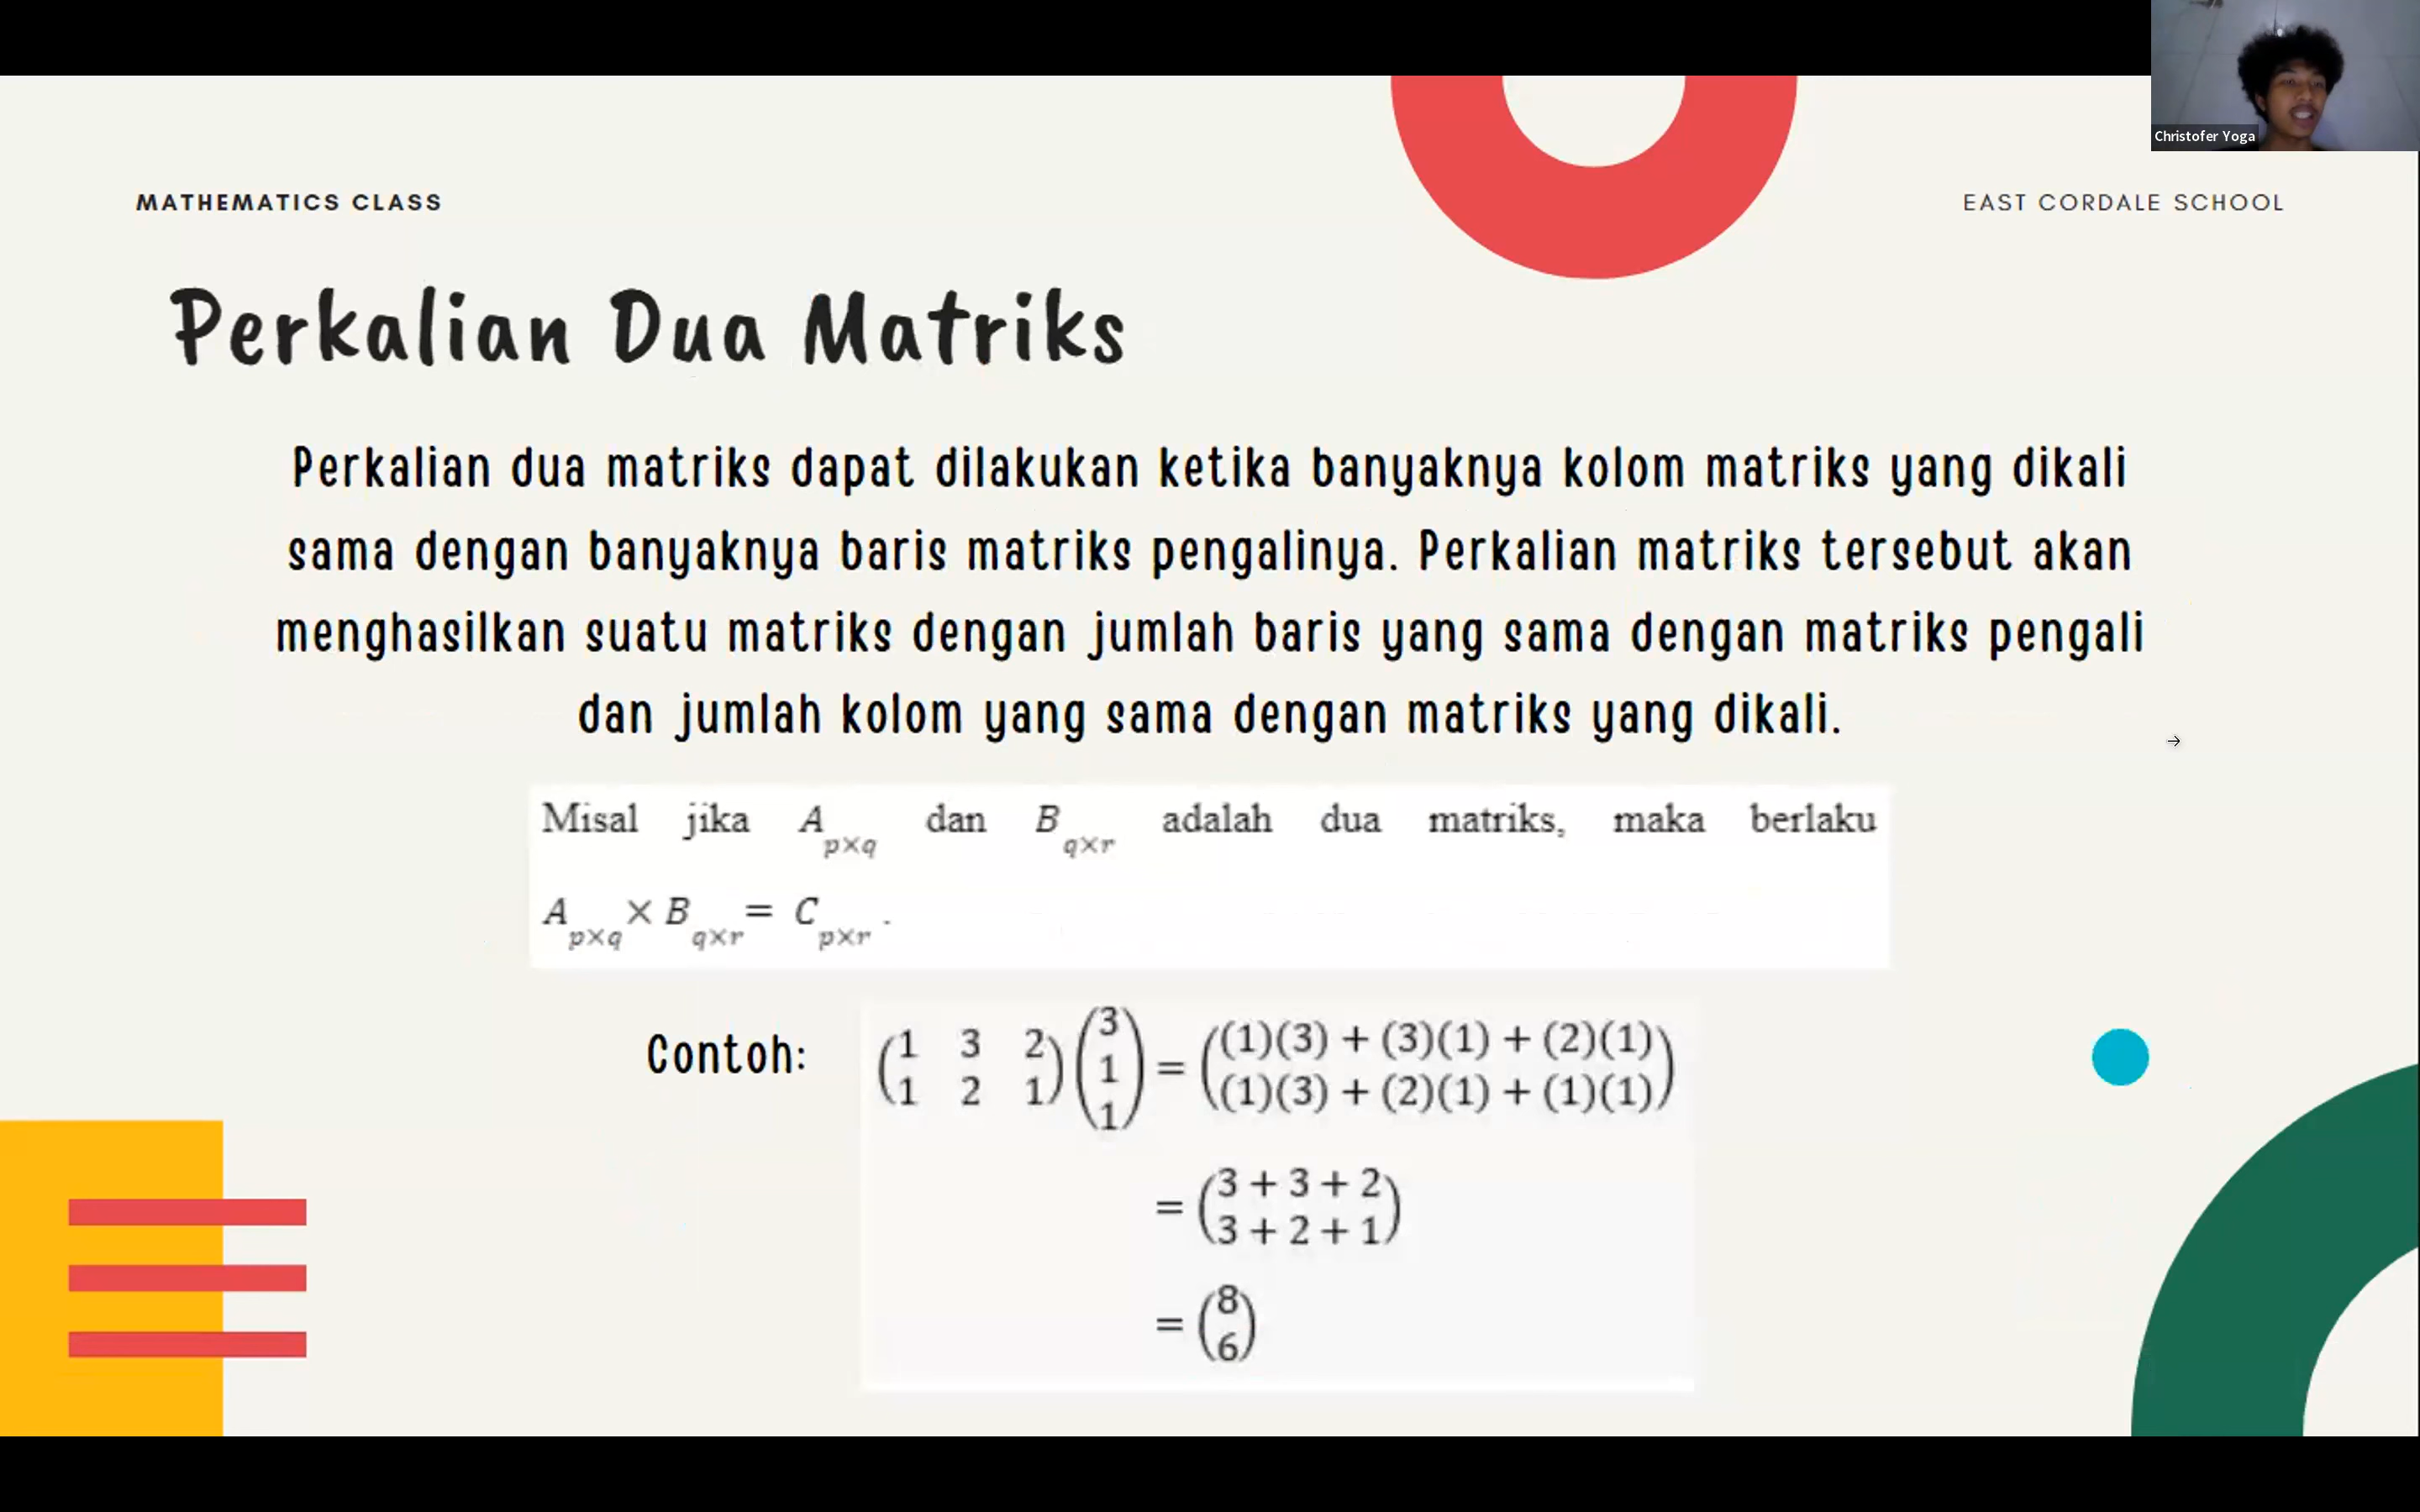 Christofer Yoga
MATHEMATICS CLASS
EAST CORDALE SCHOOL
Perkalian Dua Matriks
Perkalian dua matriks dapat dilakukan ketika banyaknya kolom matriks yang dikali
sama dengan banyaknya baris matriks pengalinya. Perkalian matriks tersebut akan
menghasilkan suatu matriks dengan jumlah baris yang sama dengan matriks pengali
dan jumlah kolom yang sama dengan matriks yang dikali.
Misal jika A p×q dan B q×r adalah dua matriks, maka berlaku
A p×q × B q×r = C p×r .
Contoh: (1 3 2; 1 2 1) (3; 1; 1) = ((1)(3) + (3)(1) + (2)(1); (1)(3) + (2)(1) + (1)(1))
= (3 + 3 + 2; 3 + 2 + 1)
= (8; 6)